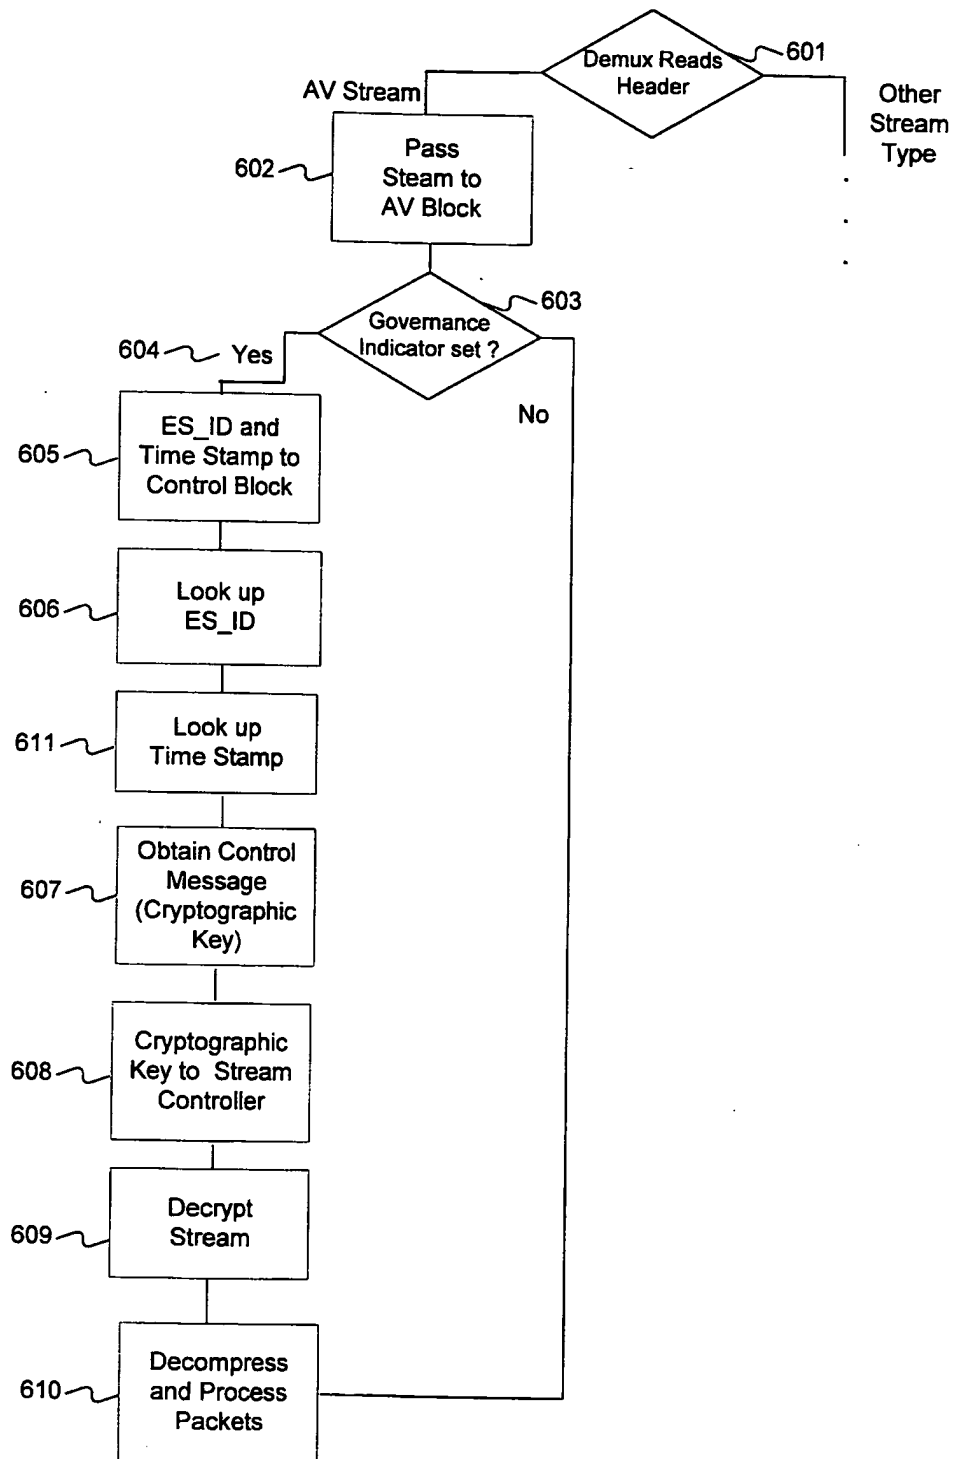 Demux Reads
Header
601
AV Stream
Other
Stream
Type
602
Pass
Steam to
AV Block
603
Governance
Indicator set ?
604
Yes
No
605
ES_ID and
Time Stamp to
Control Block
606
Look up
ES_ID
611
Look up
Time Stamp
607
Obtain Control
Message
(Cryptographic
Key)
608
Cryptographic
Key to Stream
Controller
609
Decrypt
Stream
610
Decompress
and Process
Packets